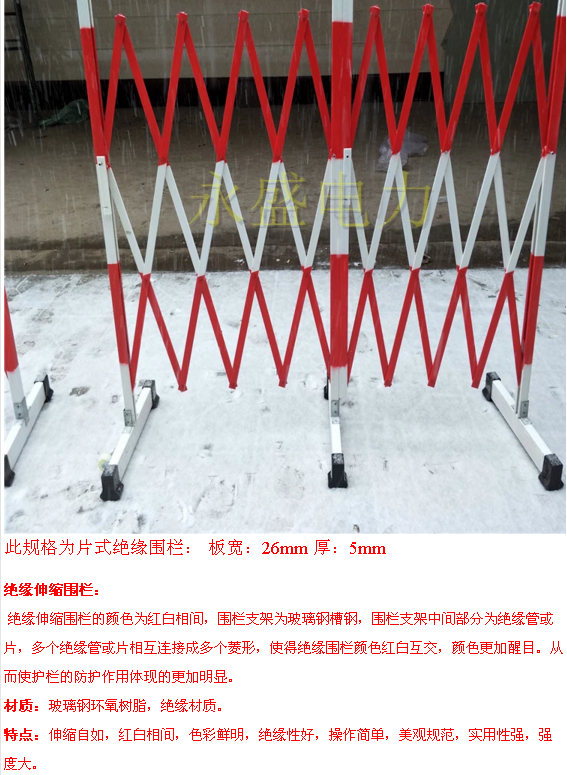 永盛电力
此规格为片式绝缘围栏： 板宽：26mm 厚：5mm
绝缘伸缩围栏：
绝缘伸缩围栏的颜色为红白相间，围栏支架为玻璃钢槽钢，围栏支架中间部分为绝缘管或
片，多个绝缘管或片相互连接成多个菱形，使得绝缘围栏颜色红白互交，颜色更加醒目。从
而使护栏的防护作用体现的更加明显。
材质：玻璃钢环氧树脂，绝缘材质。
特点：伸缩自如，红白相间，色彩鲜明，绝缘性好，操作简单，美观规范，实用性强，强
度大。